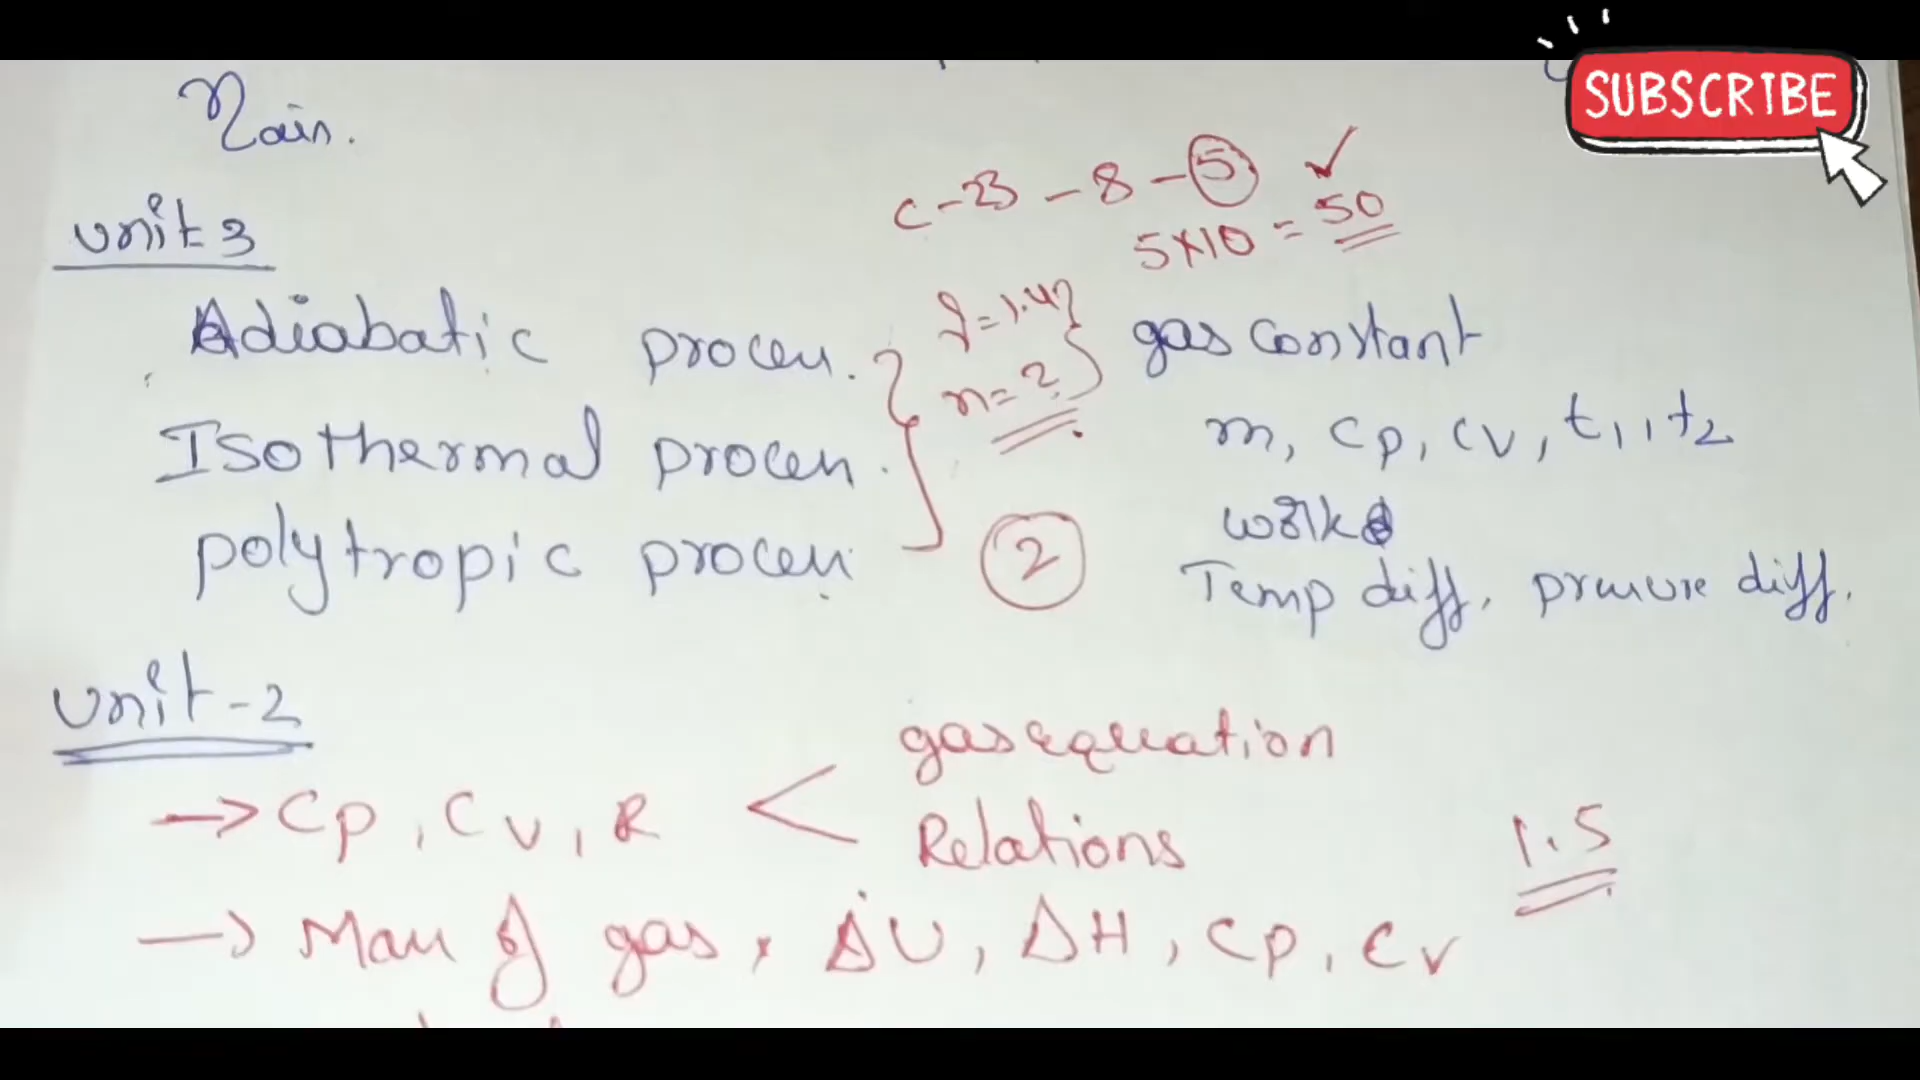 SUBSCRIBE
Main.
C-23 - 8 - 5 ✓
5×10 = 50
Unit-3
Adiabatic process. γ=1.4 gas constant
n=?
Isothermal process. m, Cp, Cv, t1, t2
work
polytropic process 2 Temp diff, pressure diff.
Unit-2
gas equation
→ Cp, Cv, R < Relations
1.5
→ Mass of gas, ΔU, ΔH, Cp, Cv